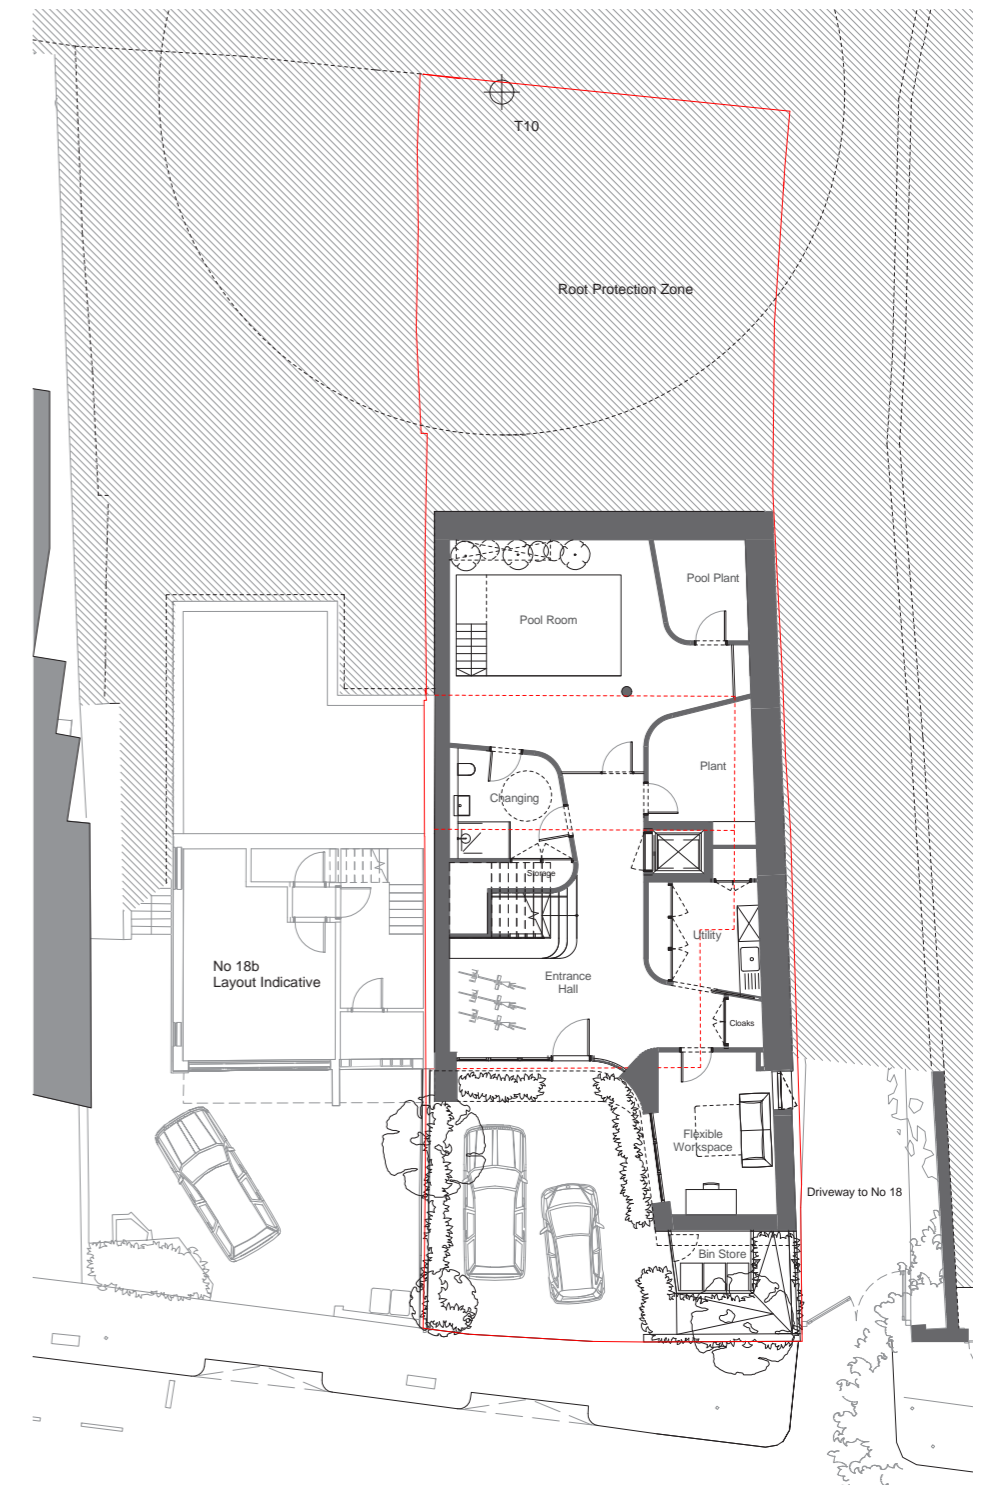 T10
Root Protection Zone
Pool Plant
Pool Room
Plant
Changing
Storage
Utility
No 18b
Layout Indicative
Entrance
Hall
Cloaks
Flexible
Workspace
Driveway to No 18
Bin Store